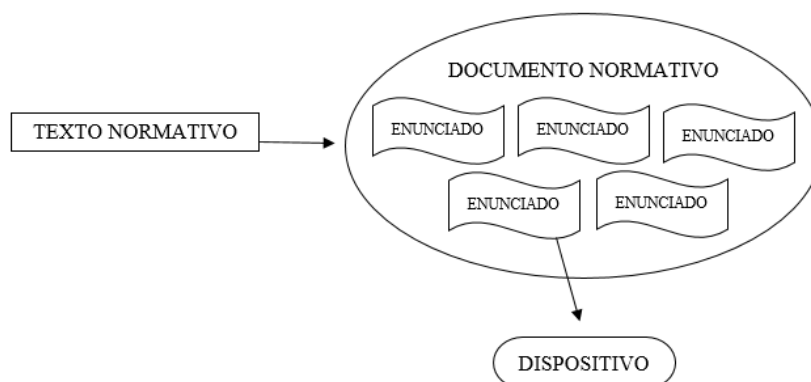 DOCUMENTO NORMATIVO
TEXTO NORMATIVO
ENUNCIADO
ENUNCIADO
ENUNCIADO
ENUNCIADO
ENUNCIADO
DISPOSITIVO